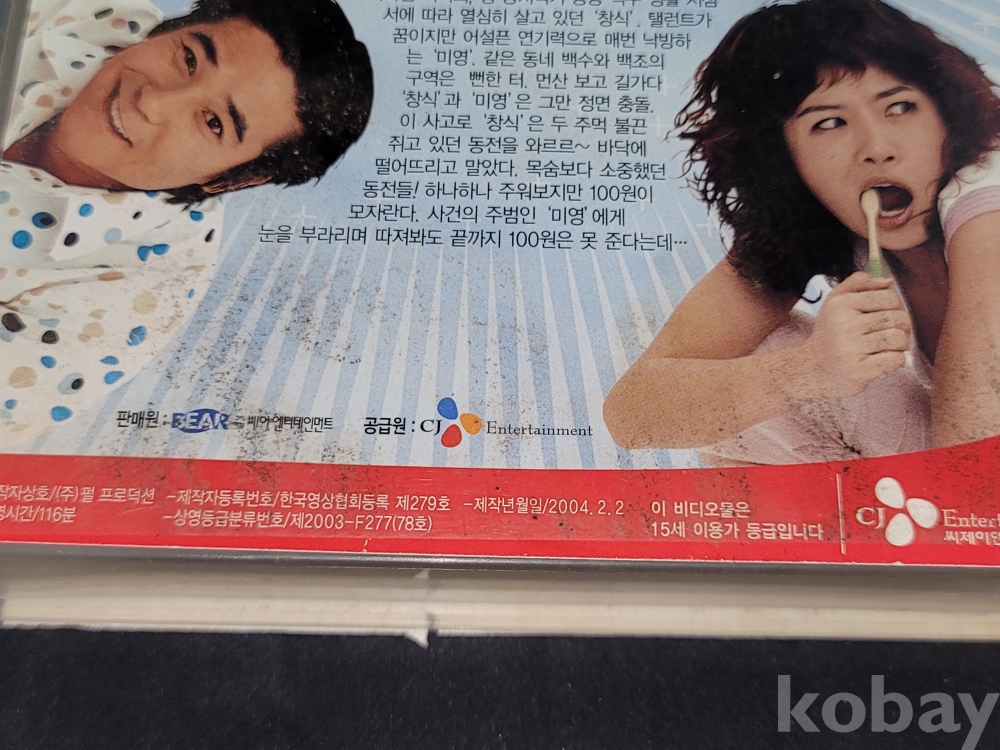 서에 따라 열심히 살고 있던 '창식'. 탤런트가
꿈이지만 어설픈 연기력으로 매번 낙방하
는 '미영'. 같은 동네 백수와 백조의
구역은 뻔한 터. 먼산 보고 길가다
'창식'과 '미영'은 그만 정면 충돌.
이 사고로 '창식'은 두 주먹 불끈
쥐고 있던 동전을 와르르~ 바닥에
떨어뜨리고 말았다. 목숨보다 소중했던
동전들! 하나하나 주워보지만 100원이
모자란다. 사건의 주범인 '미영'에게
눈을 부라리며 따져봐도 끝까지 100원은 못 준다는데…
판매원 : BEAR 베어 엔터테인먼트 공급원 : CJ Entertainment
작자상호/(주)펄 프로덕션 -제작자등록번호/한국영상협회등록 제279호 -제작년월일/2004. 2. 2
영시간/116분 -상영등급분류번호/제2003-F277(78호)
이 비디오물은
15세 이용가 등급입니다
CJ Enter
씨제이엔
kobay